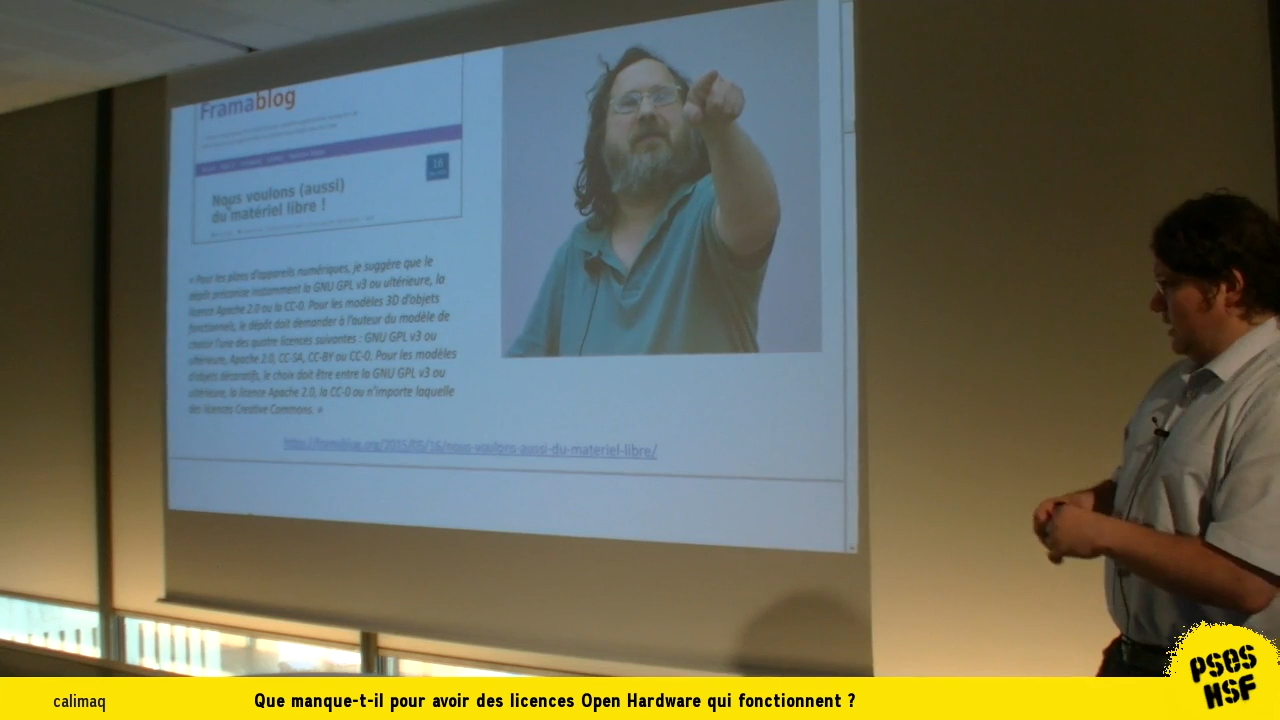 Framablog
16
Nous voulons (aussi)
du matériel libre !
« Pour les plans d'appareils numériques, je suggère que le
dépôt préconise instamment la GNU GPL v3 ou ultérieure, la
licence Apache 2.0 ou la CC-0. Pour les modèles 3D d'objets
fonctionnels, le dépôt doit demander à l'auteur du modèle de
choisir l'une des quatre licences suivantes : GNU GPL v3 ou
ultérieure, Apache 2.0, CC-SA, CC-BY ou CC-0. Pour les modèles
d'objets décoratifs, le choix doit être entre la GNU GPL v3 ou
ultérieure, la licence Apache 2.0, la CC-0 ou n'importe laquelle
des licences Creative Commons. »
https://framablog.org/2015/05/16/nous-voulons-aussi-du-materiel-libre/
PSES
HSF
calimaq
Que manque-t-il pour avoir des licences Open Hardware qui fonctionnent ?